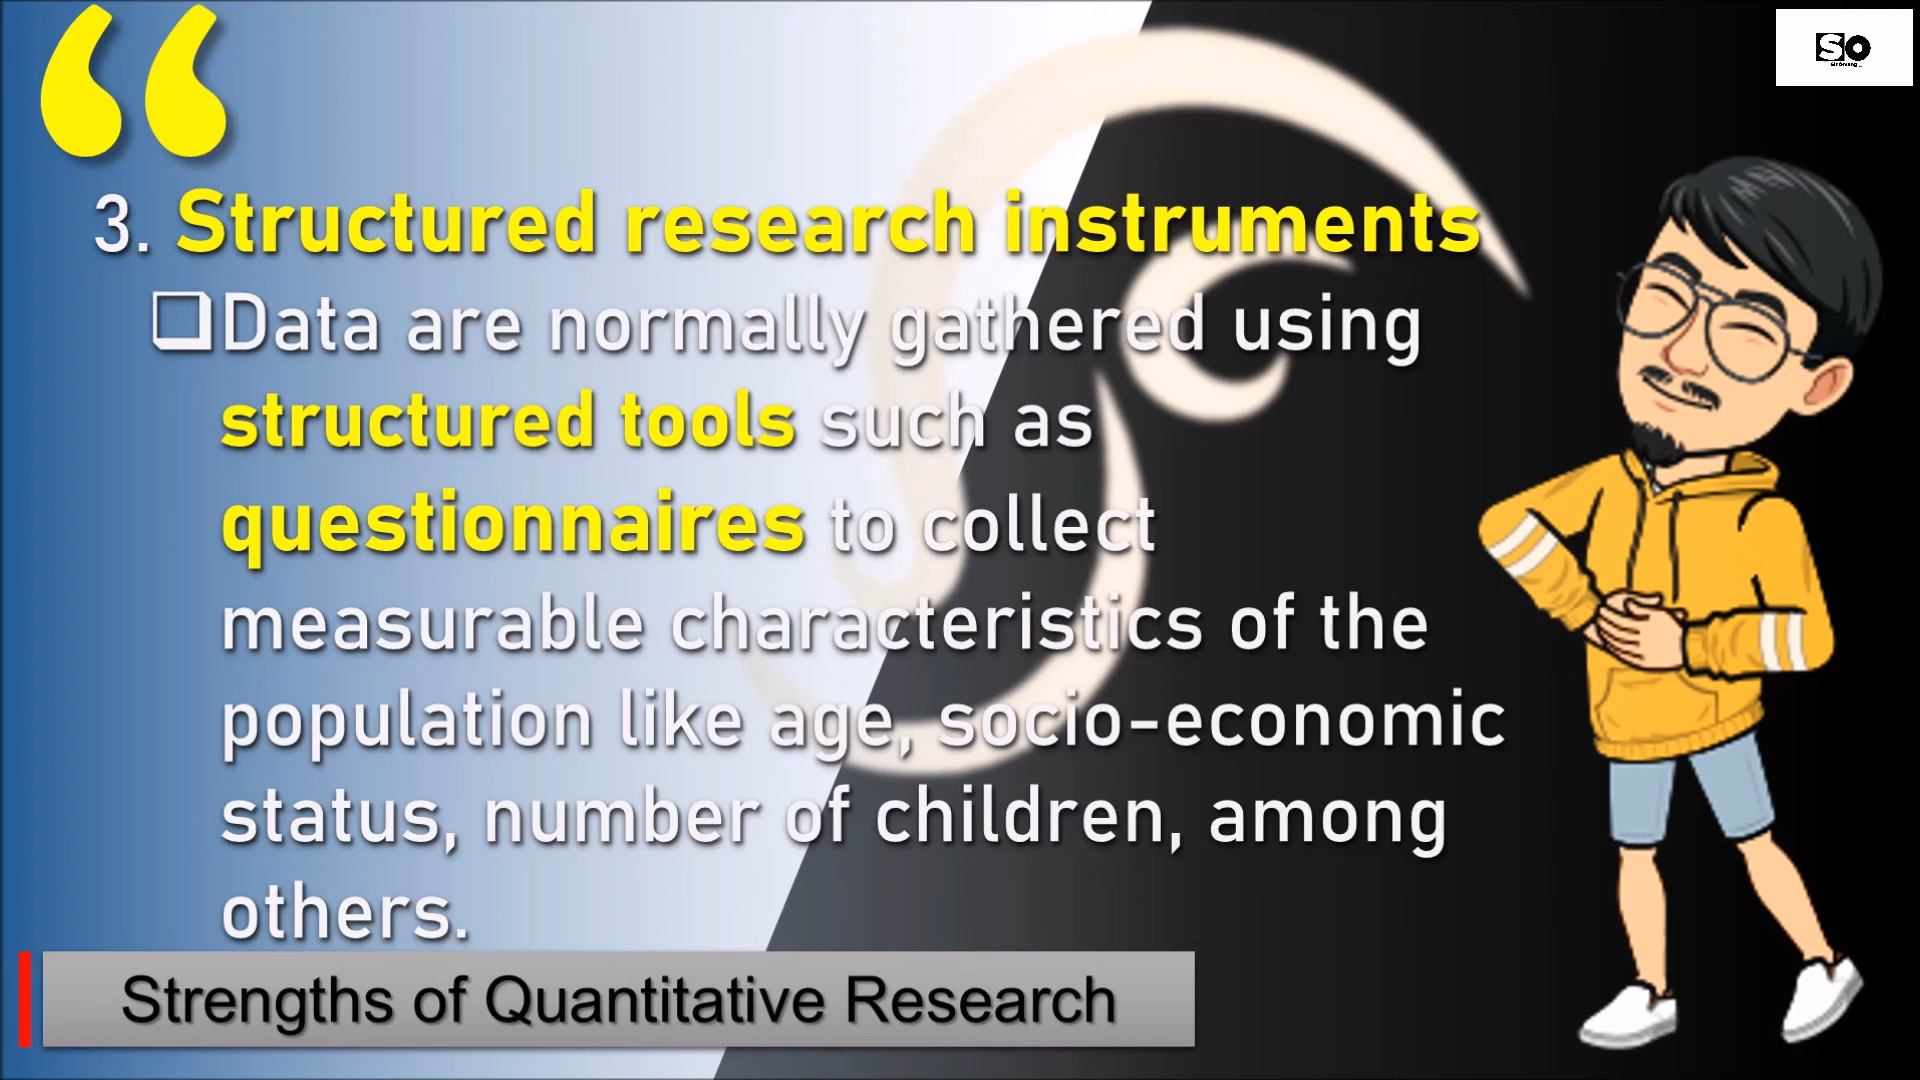 “
SO
3. Structured research instruments
❑Data are normally gathered using
structured tools such as
questionnaires to collect
measurable characteristics of the
population like age, socio-economic
status, number of children, among
others.
Strengths of Quantitative Research